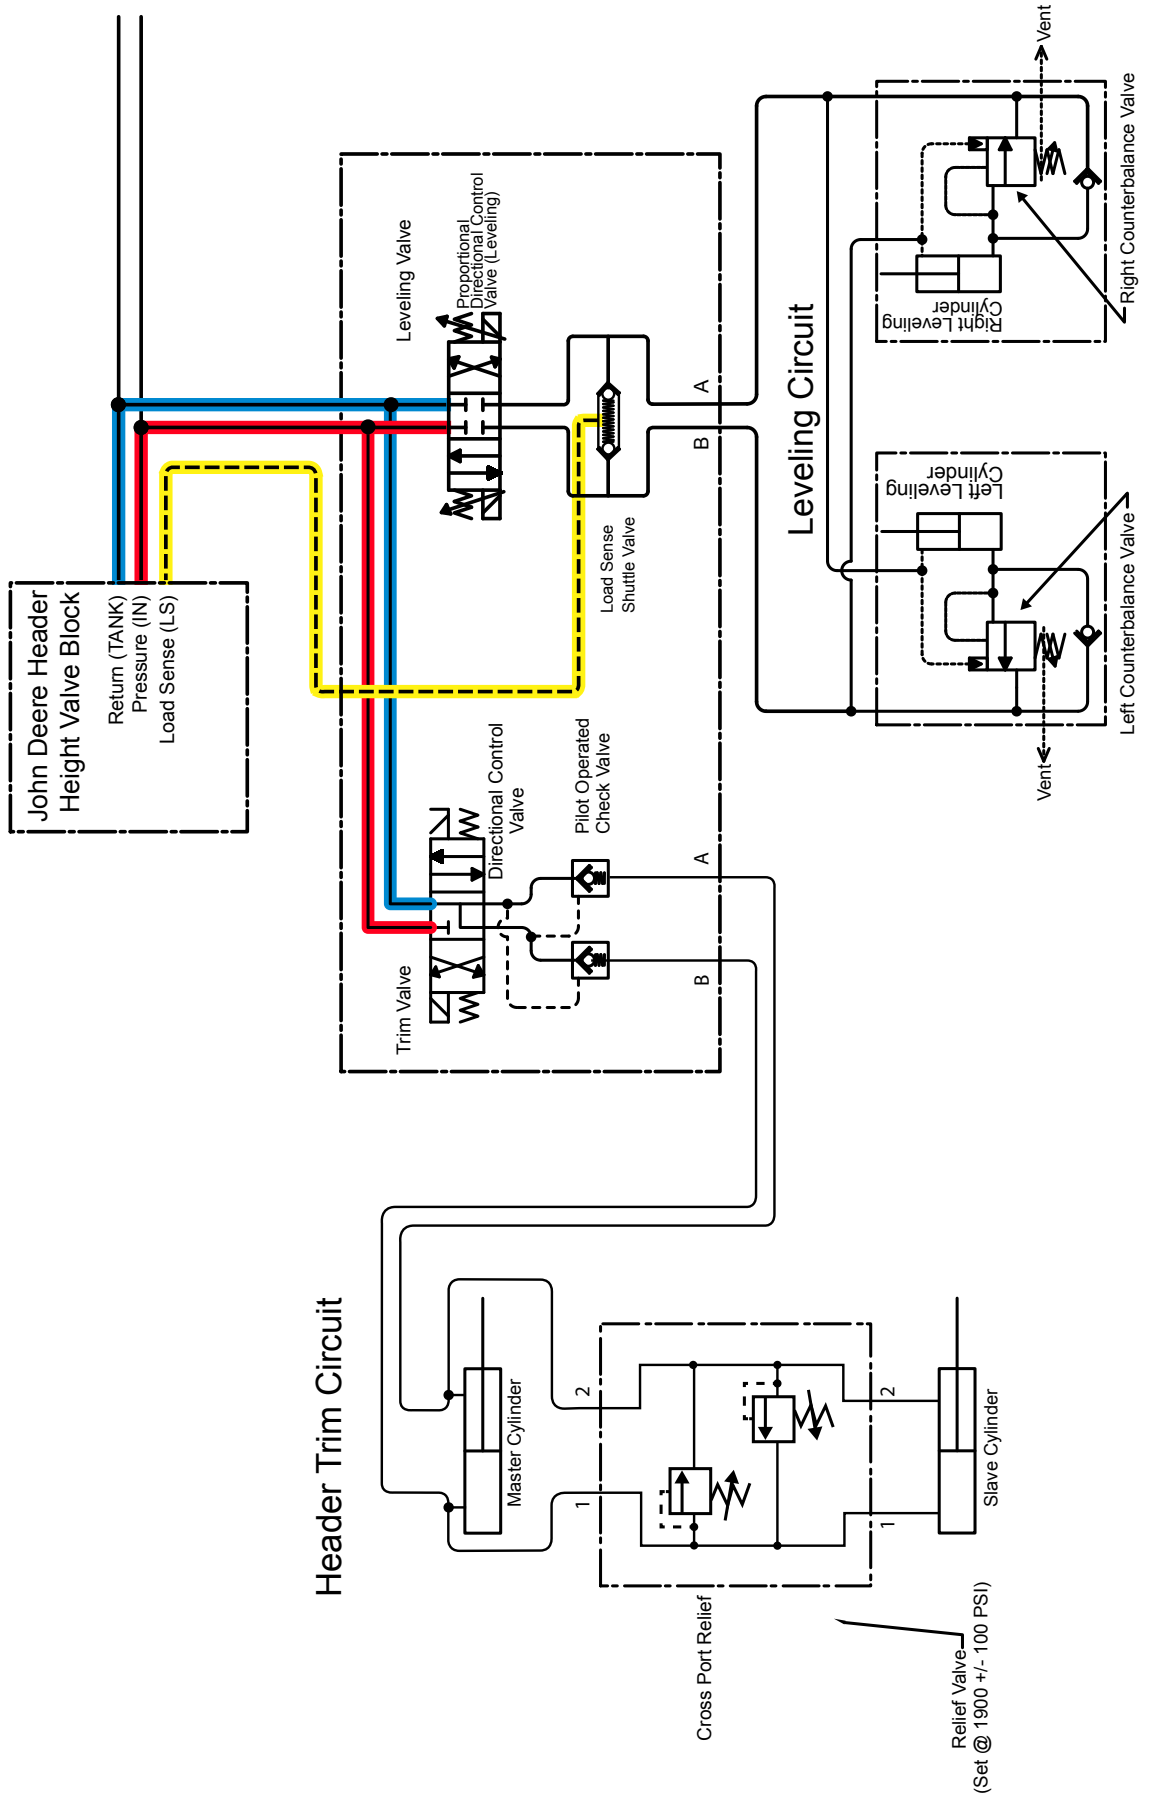 John Deere Header
Height Valve Block
Return (TANK)
Pressure (IN)
Load Sense (LS)
Leveling Valve
Proportional
Directional Control
Valve (Leveling)
Load Sense
Shuttle Valve
A
B
Trim Valve
Directional Control
Valve
Pilot Operated
Check Valve
A
B
Leveling Circuit
Right Leveling
Cylinder
Vent
Right Counterbalance Valve
Left Leveling
Cylinder
Vent
Left Counterbalance Valve
Header Trim Circuit
Master Cylinder
2
1
Cross Port Relief
2
1
Slave Cylinder
Relief Valve
(Set @ 1900 +/- 100 PSI)